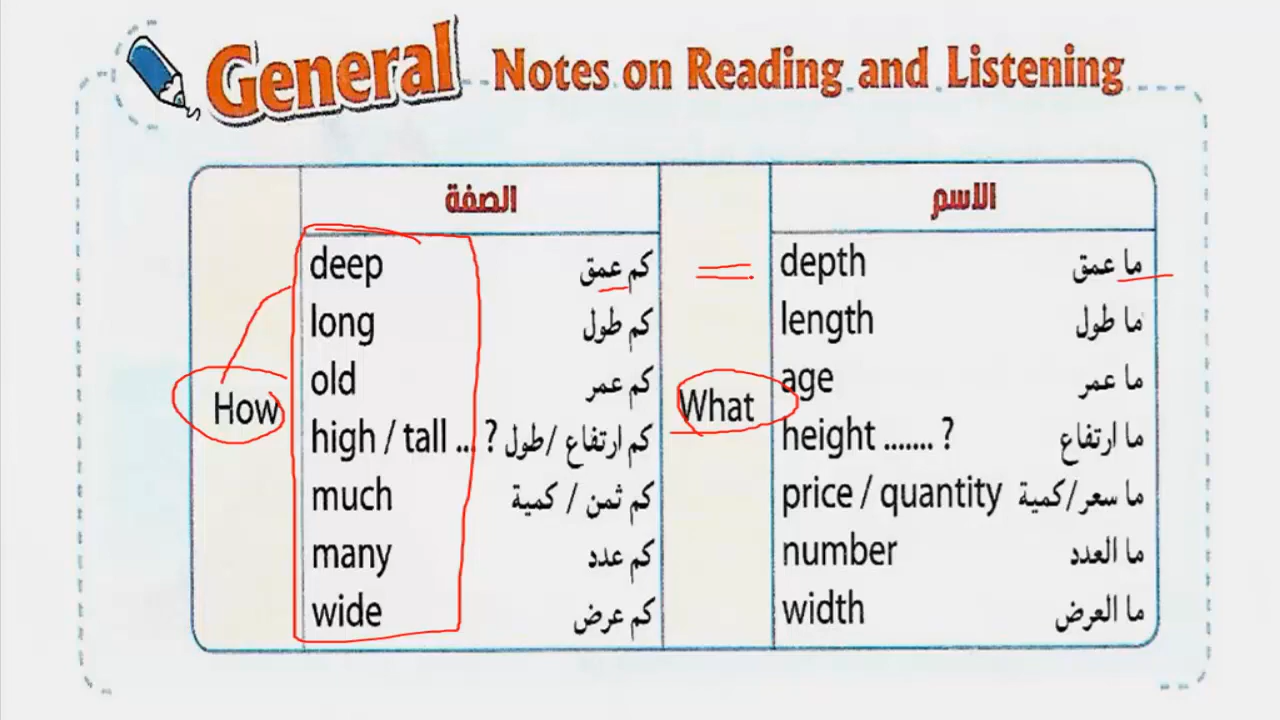 General Notes on Reading and Listening
الصفة الاسم
deep كم عمق depth ما عمق
long كم طول length ما طول
old كم عمر age ما عمر
How What
high / tall ... ? كم ارتفاع /طول height ....... ? ما ارتفاع
much كم ثمن / كمية price / quantity ما سعر/كمية
many كم عدد number ما العدد
wide كم عرض width ما العرض